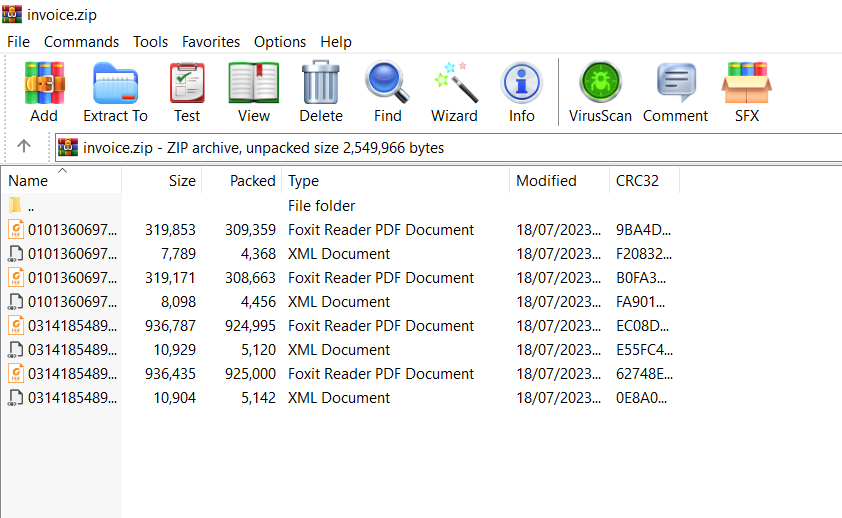 invoice.zip
File Commands Tools Favorites Options Help
Add Extract To Test View Delete Find Wizard Info VirusScan Comment SFX
invoice.zip - ZIP archive, unpacked size 2,549,966 bytes
Name Size Packed Type Modified CRC32
.. File folder
0101360697... 319,853 309,359 Foxit Reader PDF Document 18/07/2023... 9BA4D...
0101360697... 7,789 4,368 XML Document 18/07/2023... F20832...
0101360697... 319,171 308,663 Foxit Reader PDF Document 18/07/2023... B0FA3...
0101360697... 8,098 4,456 XML Document 18/07/2023... FA901...
0314185489... 936,787 924,995 Foxit Reader PDF Document 18/07/2023... EC08D...
0314185489... 10,929 5,120 XML Document 18/07/2023... E55FC4...
0314185489... 936,435 925,000 Foxit Reader PDF Document 18/07/2023... 62748E...
0314185489... 10,904 5,142 XML Document 18/07/2023... 0E8A0...